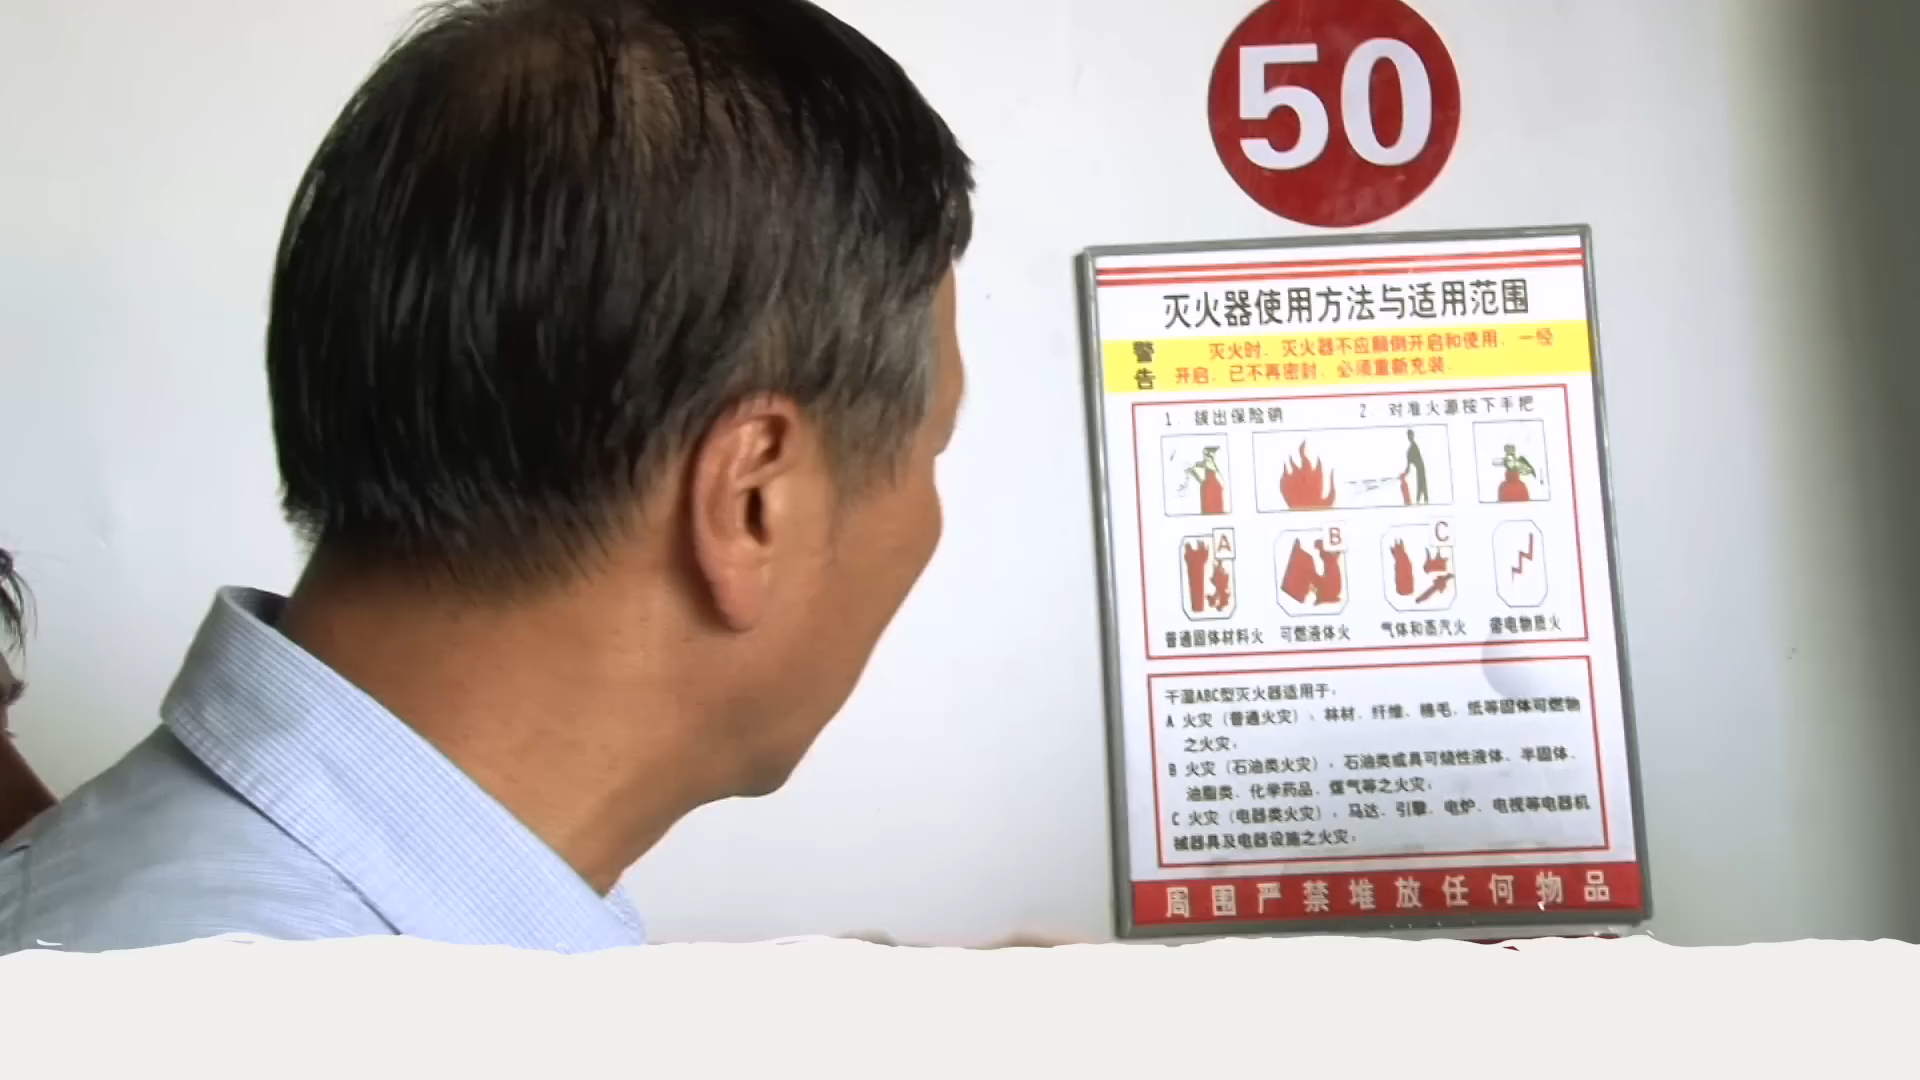 50
灭火器使用方法与适用范围
警告
灭火时、灭火器不应颠倒开启和使用、一经
开启、已不再密封、必须重新充装、
1. 拔出保险销
2. 对准火源按下手把
A
B
C
普通固体材料火
可燃液体火
气体和蒸汽火
带电物质火
干湿ABC型灭火器适用于:
A 火灾(普通火灾): 林材、纤维、棉毛、纸等固体可燃物
之火灾;
B 火灾(石油类火灾): 石油类或具可烧性液体、半固体、
油脂类、化学药品、煤气等之火灾;
C 火灾(电器类火灾): 马达、引擎、电炉、电视等电器机
械器具及电器设施之火灾;
周围严禁堆放任何物品